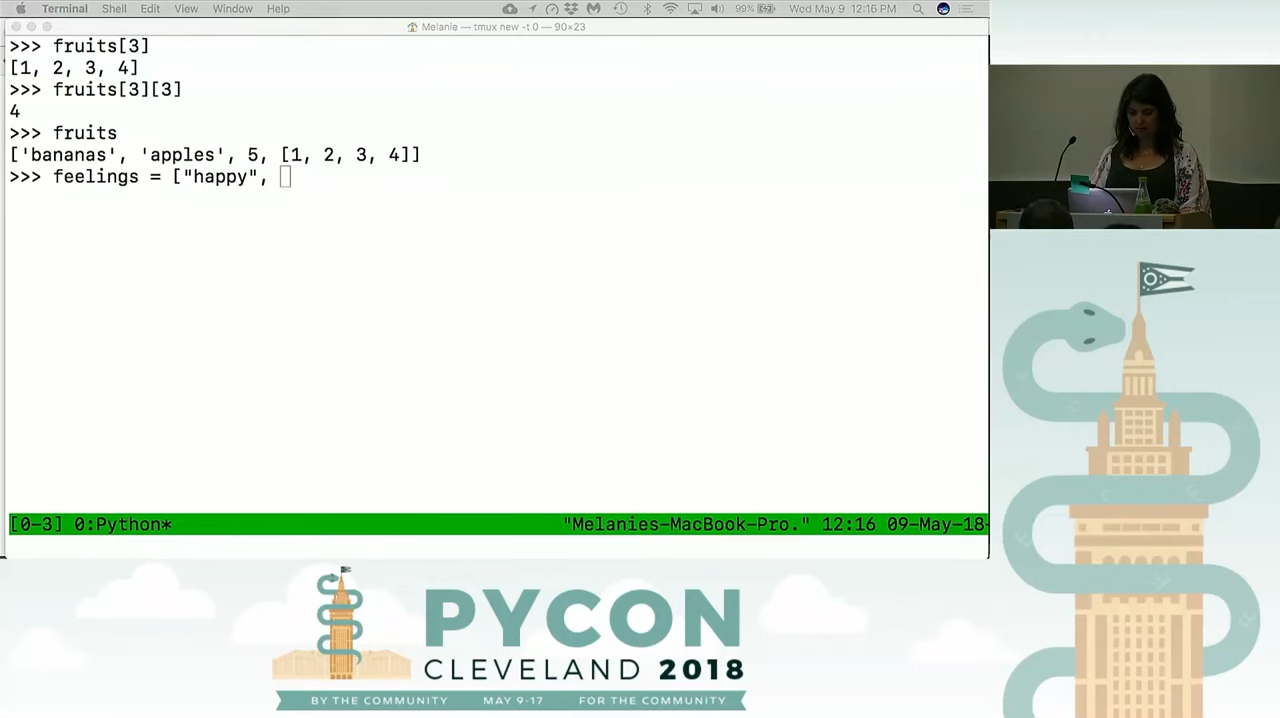 Terminal Shell Edit View Window Help 99% Wed May 9 12:16 PM
Melanie — tmux new -t 0 — 90×23
>>> fruits[3]
[1, 2, 3, 4]
>>> fruits[3][3]
4
>>> fruits
['bananas', 'apples', 5, [1, 2, 3, 4]]
>>> feelings = ["happy",
[0-3] 0:Python* "Melanies-MacBook-Pro." 12:16 09-May-18
PYCON
CLEVELAND 2018
BY THE COMMUNITY MAY 9-17 FOR THE COMMUNITY